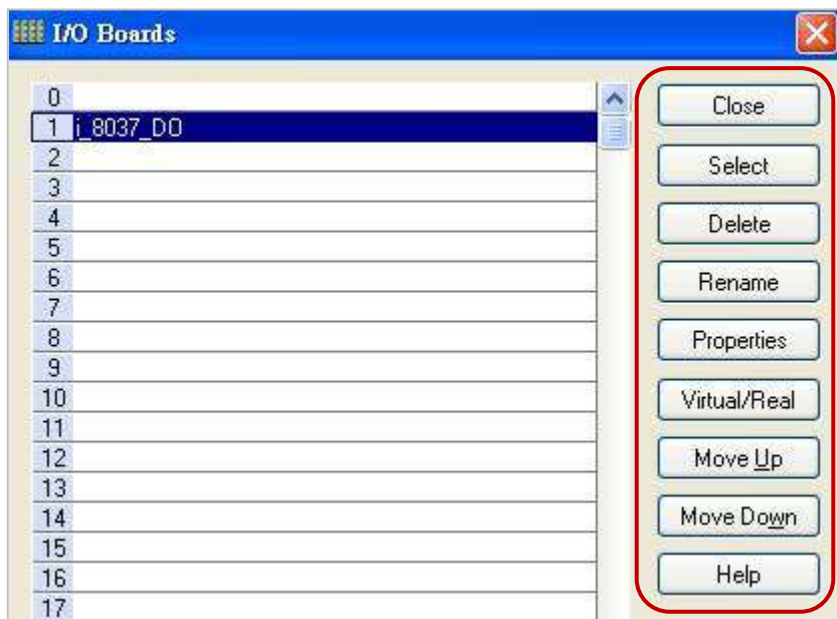 I/O Boards
0
1 i_8037_DO
2
3
4
5
6
7
8
9
10
11
12
13
14
15
16
17
Close
Select
Delete
Rename
Properties
Virtual/Real
Move Up
Move Down
Help